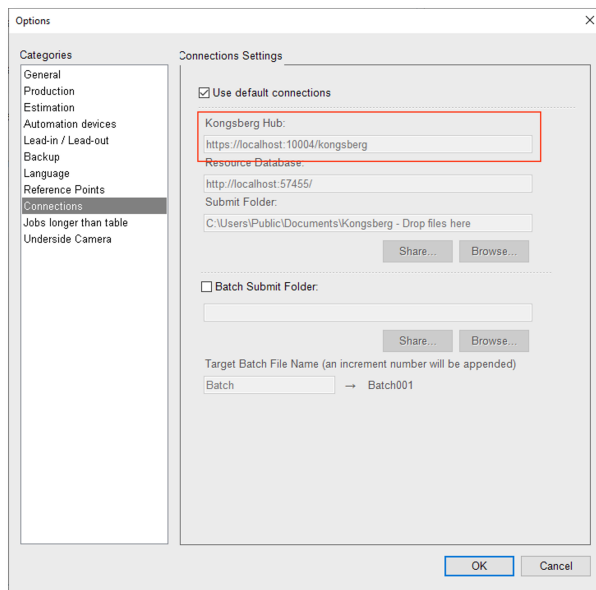 Options
Categories
General
Production
Estimation
Automation devices
Lead-in / Lead-out
Backup
Language
Reference Points
Connections
Jobs longer than table
Underside Camera
Connections Settings
Use default connections
Kongsberg Hub:
https://localhost:10004/kongsberg
Resource Database:
http://localhost:57455/
Submit Folder:
C:\Users\Public\Documents\Kongsberg - Drop files here
Share... Browse...
Batch Submit Folder:
Share... Browse...
Target Batch File Name (an increment number will be appended)
Batch → Batch001
OK Cancel